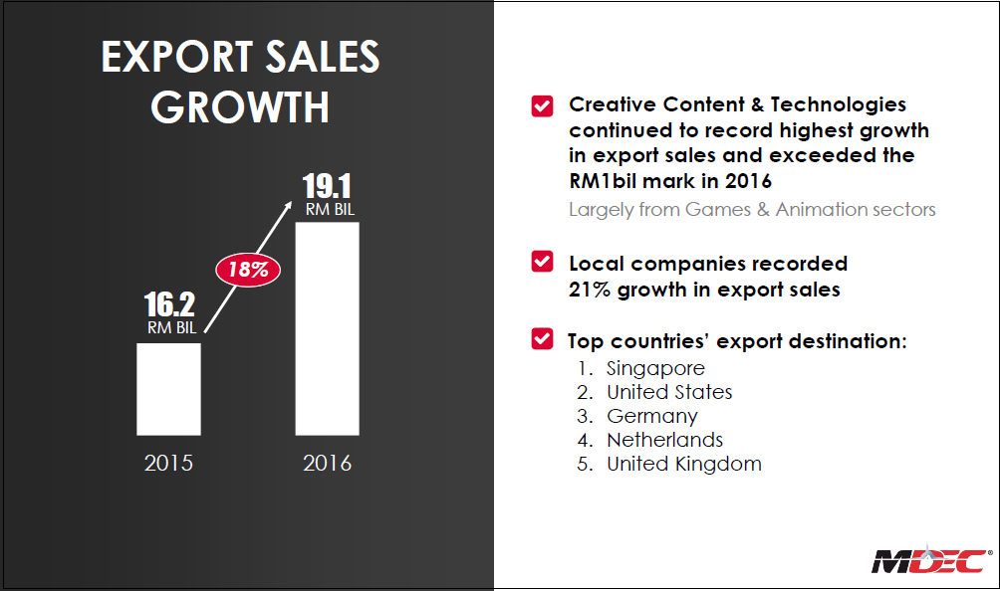 EXPORT SALES
GROWTH
19.1
RM BIL
18%
16.2
RM BIL
2015
2016
Creative Content & Technologies
continued to record highest growth
in export sales and exceeded the
RM1bil mark in 2016
Largely from Games & Animation sectors
Local companies recorded
21% growth in export sales
Top countries’ export destination:
1. Singapore
2. United States
3. Germany
4. Netherlands
5. United Kingdom
MDEC®